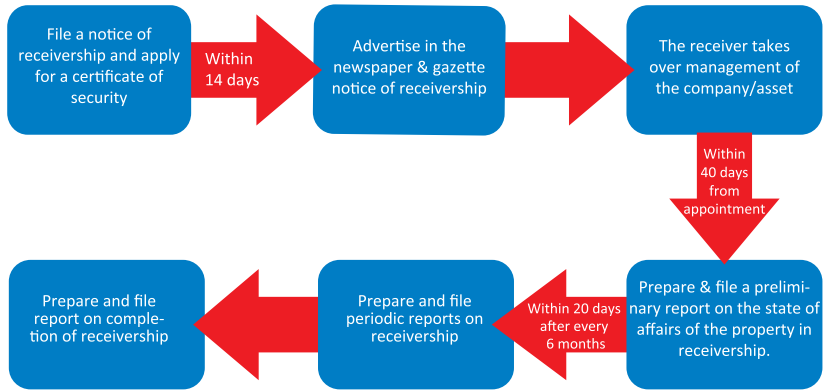 File a notice of
receivership and apply
for a certificate of
security
Within
14 days
Advertise in the
newspaper & gazette
notice of receivership
The receiver takes
over management of
the company/asset
Within
40 days
from
appointment
Prepare & file a prelimi-
nary report on the state of
affairs of the property in
receivership.
Within 20 days
after every
6 months
Prepare and file
periodic reports on
receivership
Prepare and file
report on comple-
tion of receivership